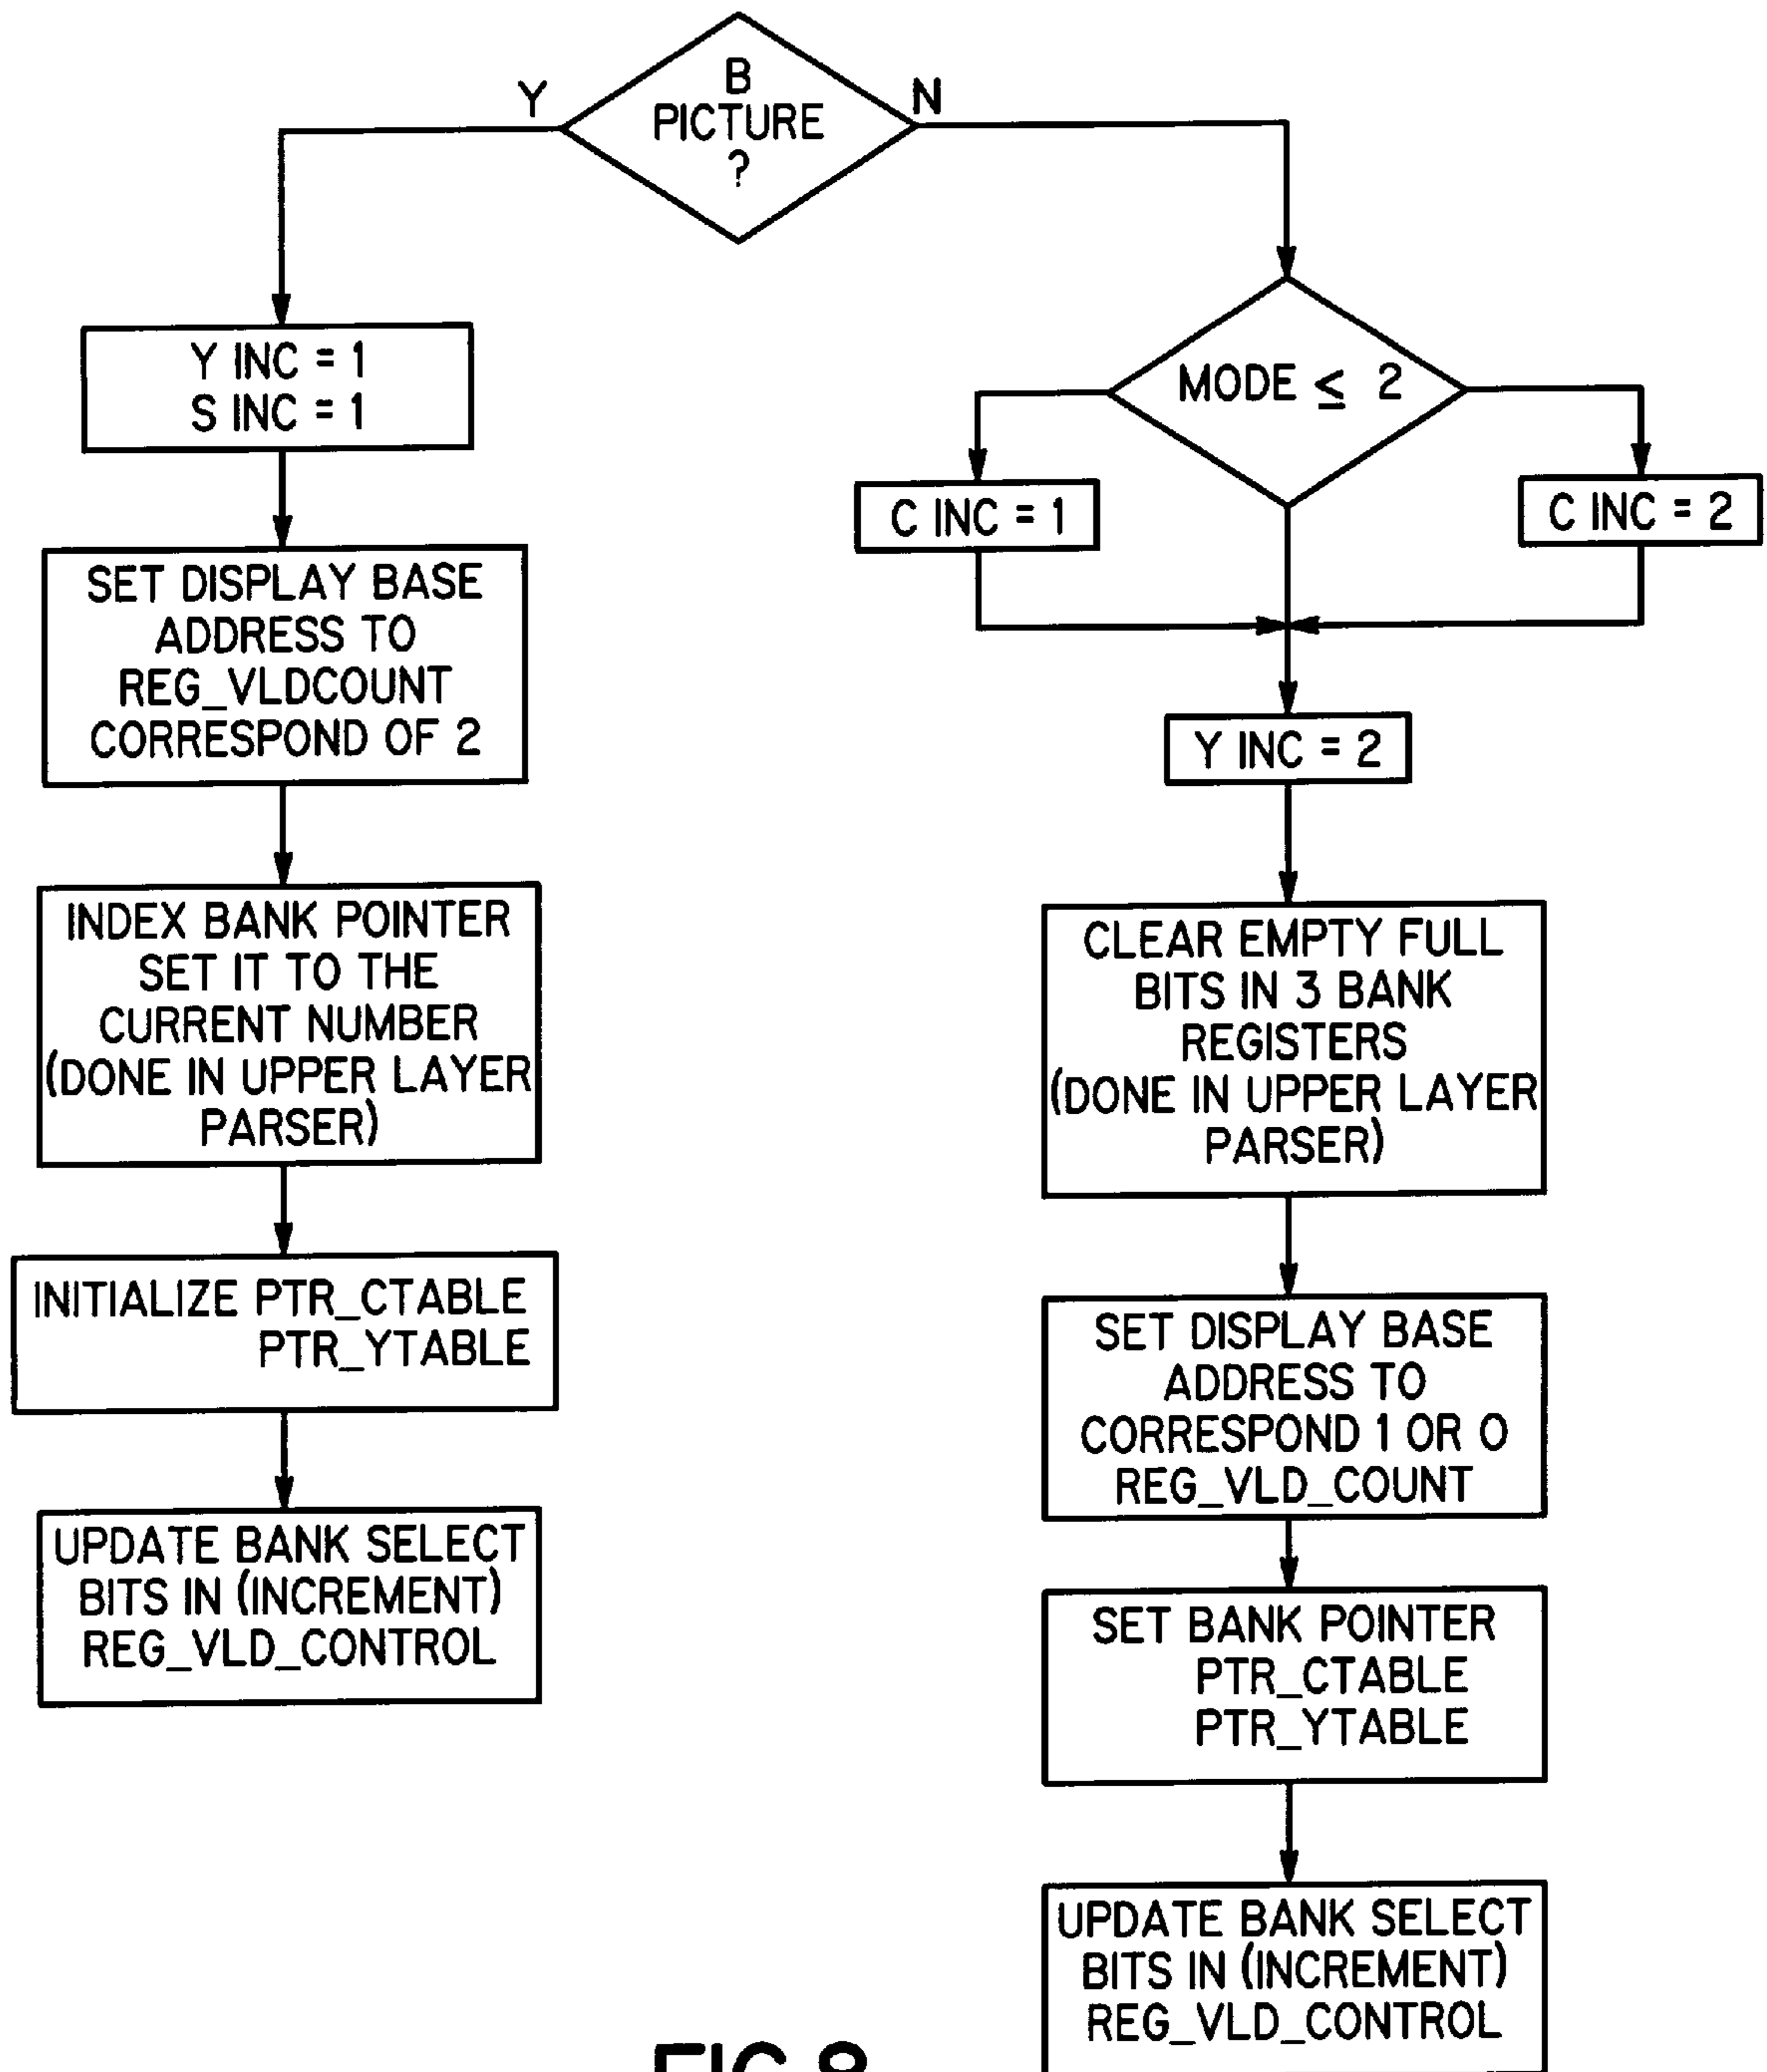 B
PICTURE
?
Y
N
Y INC = 1
S INC = 1
SET DISPLAY BASE
ADDRESS TO
REG_VLDCOUNT
CORRESPOND OF 2
INDEX BANK POINTER
SET IT TO THE
CURRENT NUMBER
(DONE IN UPPER LAYER
PARSER)
INITIALIZE PTR_CTABLE
PTR_YTABLE
UPDATE BANK SELECT
BITS IN (INCREMENT)
REG_VLD_CONTROL
MODE ≤ 2
C INC = 1
C INC = 2
Y INC = 2
CLEAR EMPTY FULL
BITS IN 3 BANK
REGISTERS
(DONE IN UPPER LAYER
PARSER)
SET DISPLAY BASE
ADDRESS TO
CORRESPOND 1 OR 0
REG_VLD_COUNT
SET BANK POINTER
PTR_CTABLE
PTR_YTABLE
UPDATE BANK SELECT
BITS IN (INCREMENT)
REG_VLD_CONTROL
FIG.8